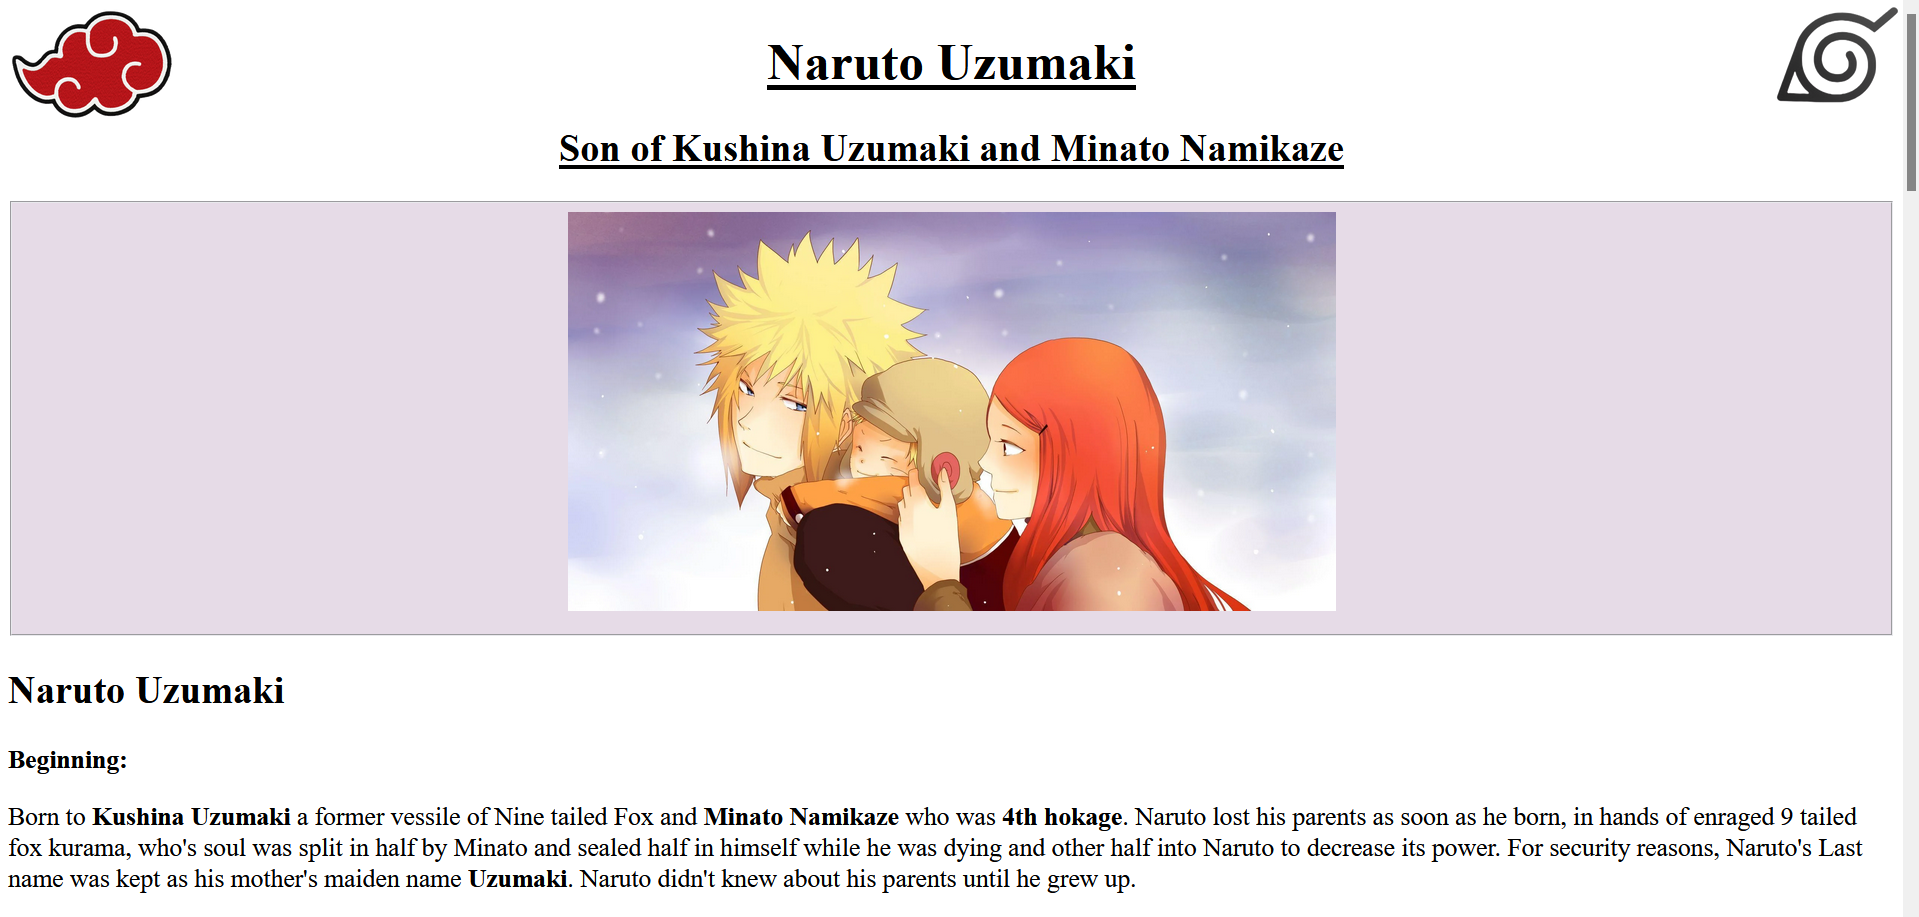 Naruto Uzumaki
Son of Kushina Uzumaki and Minato Namikaze
Naruto Uzumaki
Beginning:
Born to Kushina Uzumaki a former vessile of Nine tailed Fox and Minato Namikaze who was 4th hokage. Naruto lost his parents as soon as he born, in hands of enraged 9 tailed
fox kurama, who's soul was split in half by Minato and sealed half in himself while he was dying and other half into Naruto to decrease its power. For security reasons, Naruto's Last
name was kept as his mother's maiden name Uzumaki. Naruto didn't knew about his parents until he grew up.